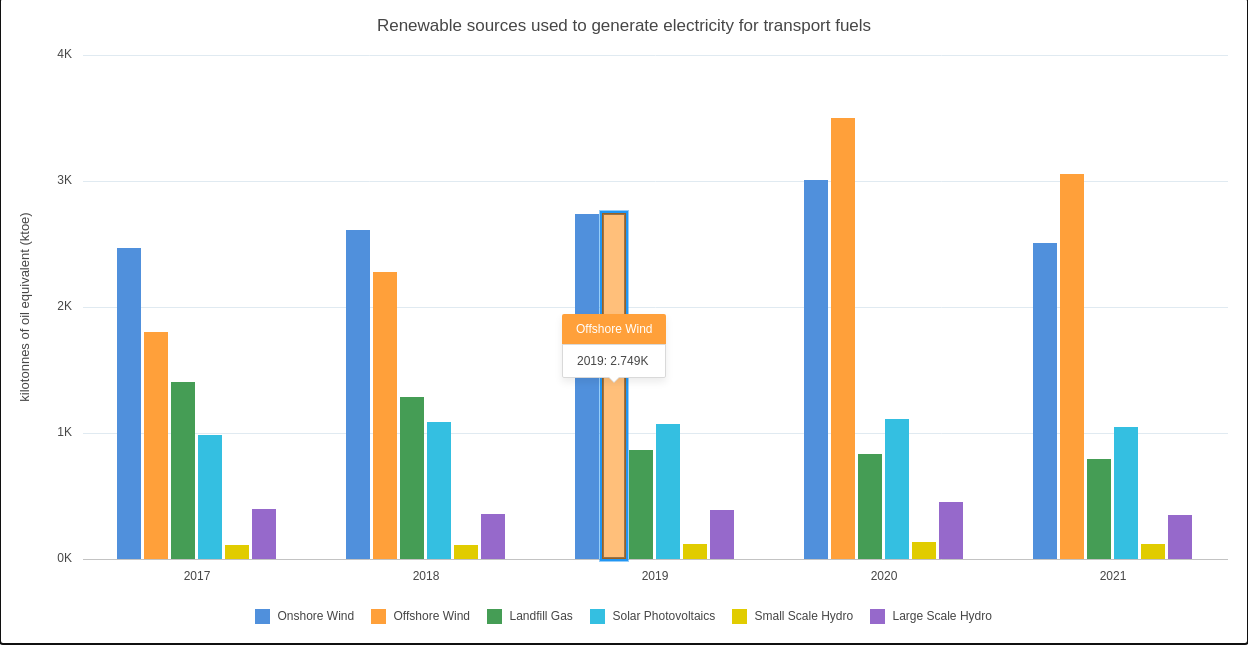 Renewable sources used to generate electricity for transport fuels
kilotonnes of oil equivalent (ktoe)
4K
3K
2K
1K
0K
Offshore Wind
2019: 2.749K
2017 2018 2019 2020 2021
Onshore Wind Offshore Wind Landfill Gas Solar Photovoltaics Small Scale Hydro Large Scale Hydro